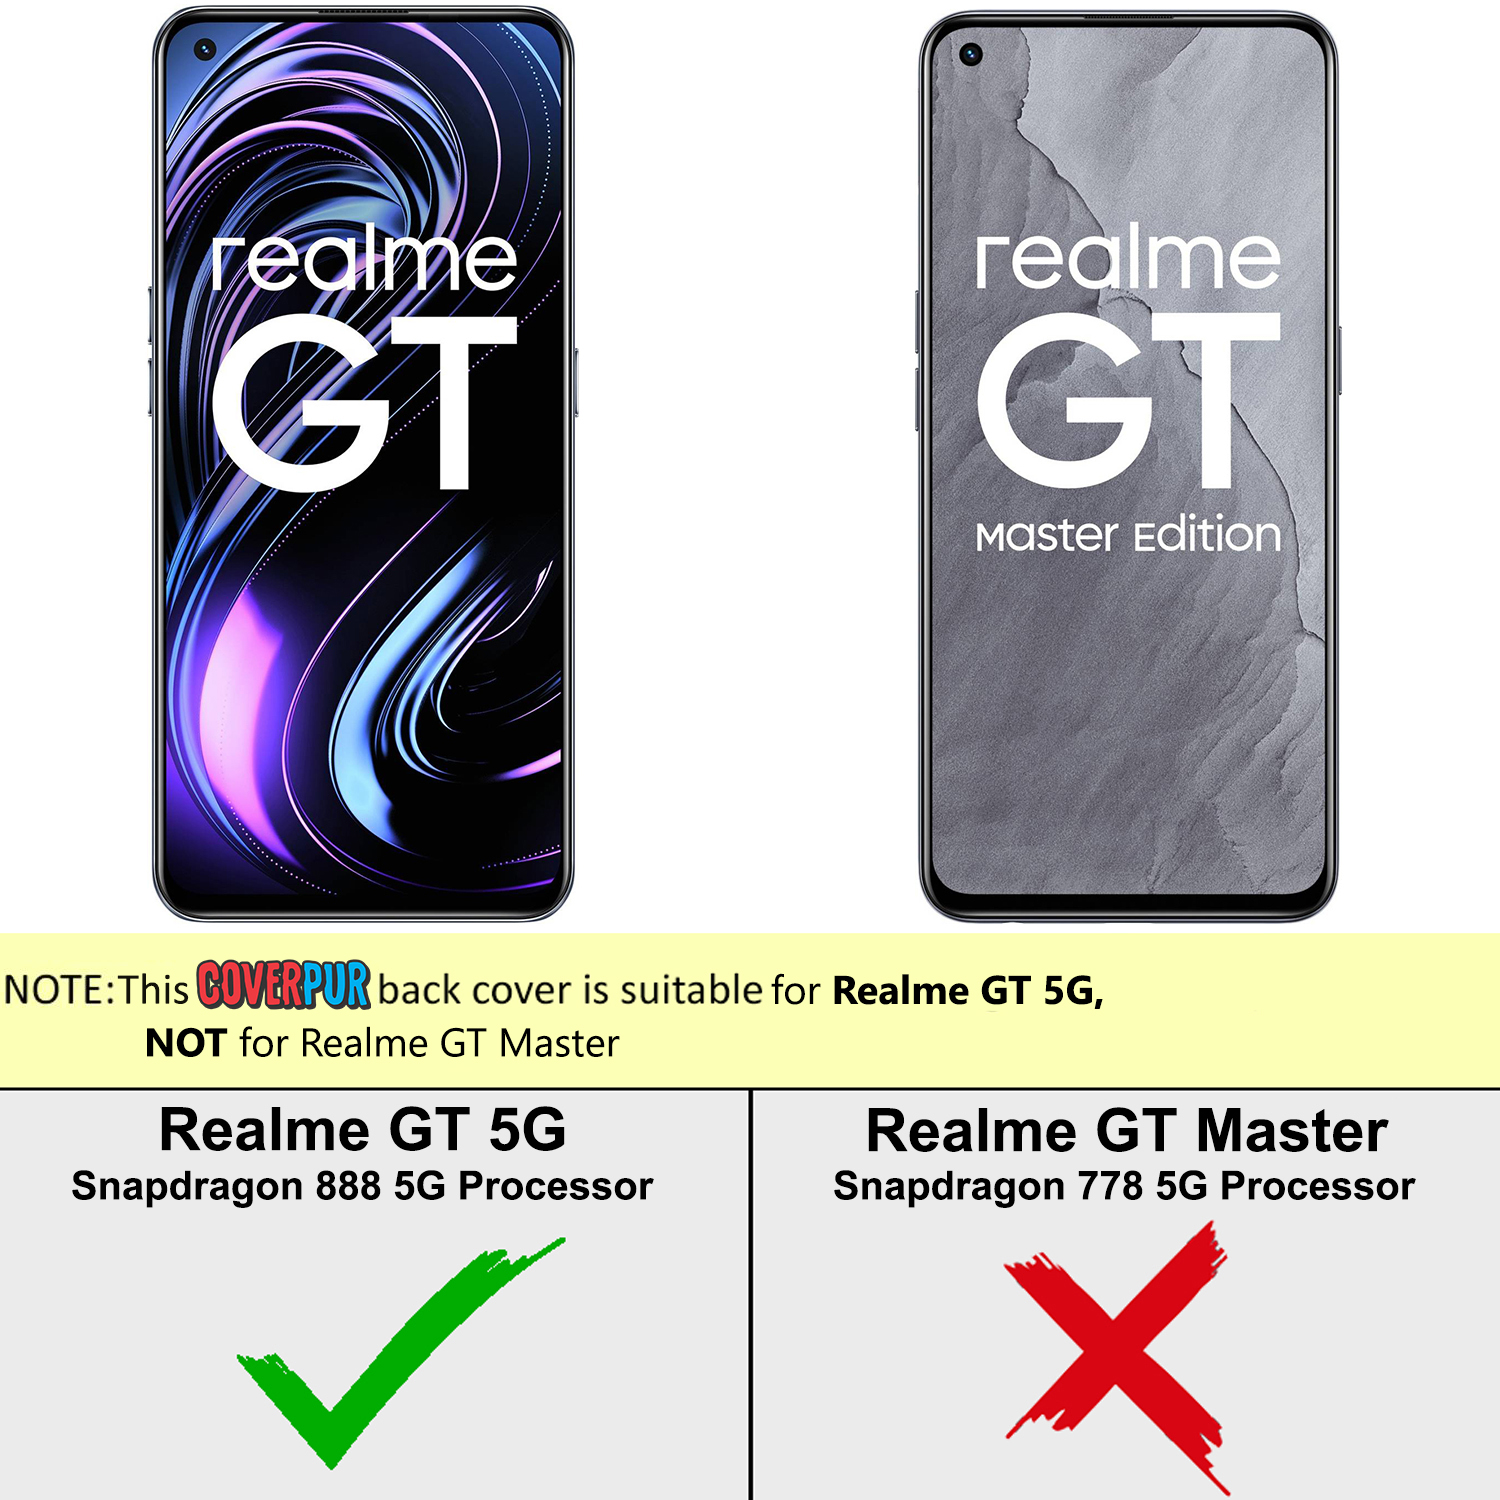 realme
GT
realme
GT
Master Edition
NOTE: This COVERPUR back cover is suitable for Realme GT 5G,
NOT for Realme GT Master
Realme GT 5G
Snapdragon 888 5G Processor
Realme GT Master
Snapdragon 778 5G Processor